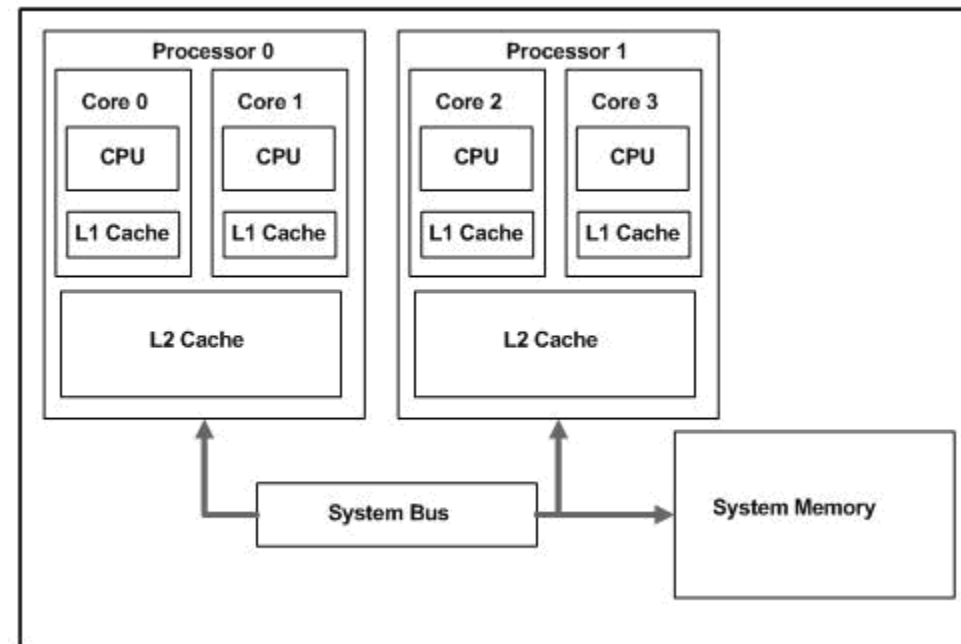 Processor 0
Processor 1
Core 0
Core 1
Core 2
Core 3
CPU
CPU
CPU
CPU
L1 Cache
L1 Cache
L1 Cache
L1 Cache
L2 Cache
L2 Cache
System Bus
System Memory